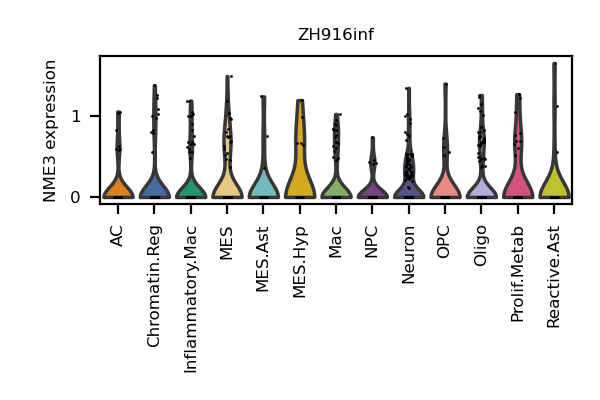 ZH916inf
NME3 expression
1
0
AC
Chromatin.Reg
Inflammatory.Mac
MES
MES.Ast
MES.Hyp
Mac
NPC
Neuron
OPC
Oligo
Prolif.Metab
Reactive.Ast